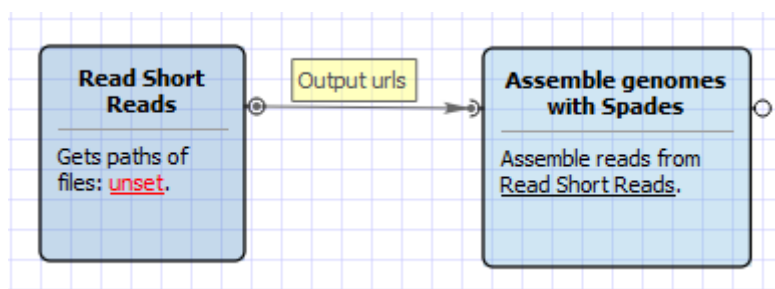 Read Short
Reads
Gets paths of
files: unset.
Output urls
Assemble genomes
with Spades
Assemble reads from
Read Short Reads.